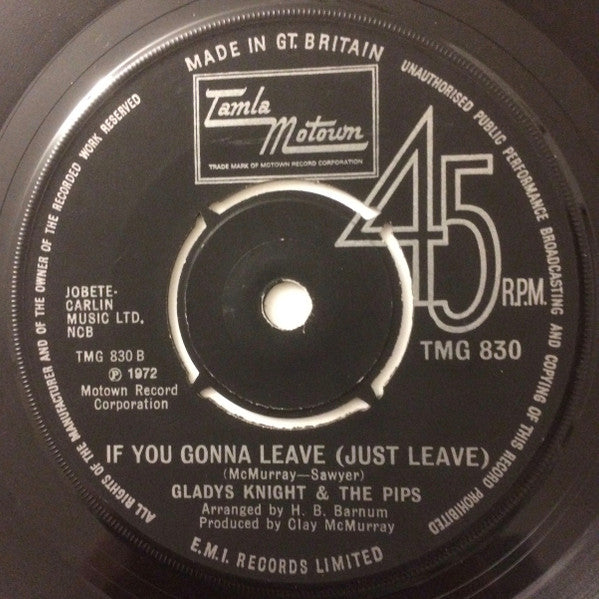 MADE IN GT. BRITAIN
UNAUTHORISED PUBLIC PERFORMANCE BROADCASTING AND COPYING OF THIS RECORD PROHIBITED
ALL RIGHTS OF THE MANUFACTURER AND OF THE OWNER OF THE RECORDED WORK RESERVED
Tamla
Motown
TRADE MARK OF MOTOWN RECORD CORPORATION
45
R.P.M.
JOBETE-
CARLIN
MUSIC LTD.
NCB
TMG 830 B
℗ 1972
Motown Record
Corporation
TMG 830
IF YOU GONNA LEAVE (JUST LEAVE)
(McMurray—Sawyer)
GLADYS KNIGHT & THE PIPS
Arranged by H. B. Barnum
Produced by Clay McMurray
E.M.I. RECORDS LIMITED